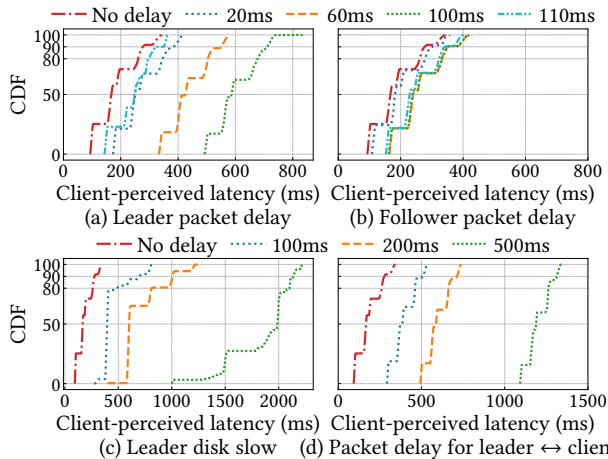 No delay 20ms 60ms 100ms 110ms
CDF
100
90
80
50
0
0 200 400 600 800
Client-perceived latency (ms)
(a) Leader packet delay
0 200 400 600 800
Client-perceived latency (ms)
(b) Follower packet delay
No delay 100ms 200ms 500ms
CDF
100
90
80
50
0
0 500 1000 1500 2000
Client-perceived latency (ms)
(c) Leader disk slow
0 500 1000 1500
Client-perceived latency (ms)
(d) Packet delay for leader ↔ client